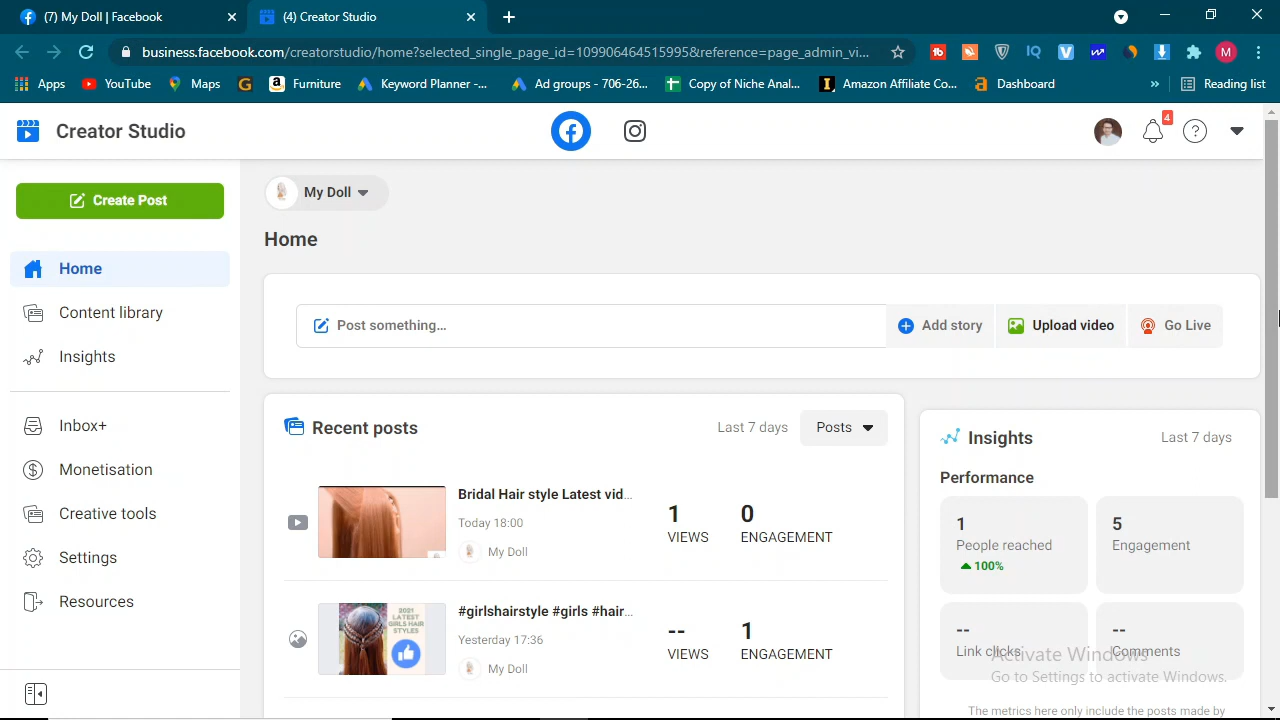 (7) My Doll | Facebook
(4) Creator Studio
business.facebook.com/creatorstudio/home?selected_single_page_id=109906464515995&reference=page_admin_vi...
M
Apps
YouTube
Maps
G
Furniture
Keyword Planner -...
Ad groups - 706-26...
Copy of Niche Anal...
Amazon Affiliate Co...
Dashboard
»
Reading list
Creator Studio
4
Create Post
My Doll
Home
Home
Content library
Insights
Post something...
Add story
Upload video
Go Live
Inbox+
Monetisation
Creative tools
Settings
Resources
Recent posts
Last 7 days
Posts
Bridal Hair style Latest vid...
Today 18:00
My Doll
1
VIEWS
0
ENGAGEMENT
#girlshairstyle #girls #hair...
Yesterday 17:36
My Doll
2021
LATEST
GIRLS HAIR
STYLES
--
VIEWS
1
ENGAGEMENT
Insights
Last 7 days
Performance
1
People reached
100%
5
Engagement
--
Link clicks
--
Comments
Activate Windows
Go to Settings to activate Windows.
The metrics here only include the posts made by